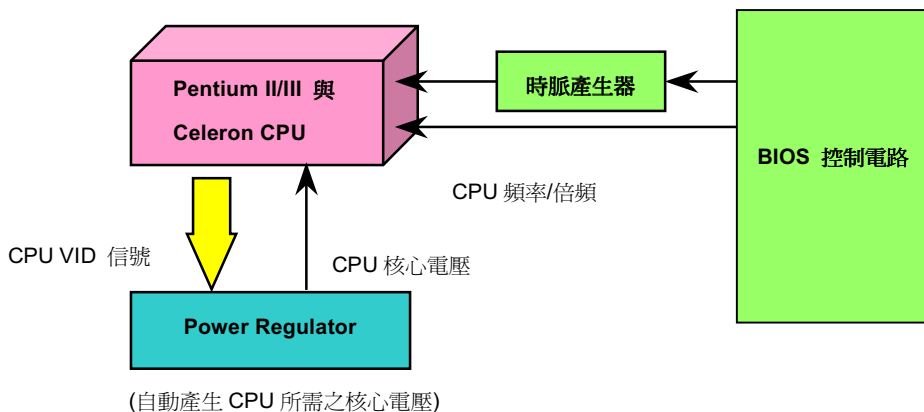 Pentium II/III 與
Celeron CPU
時脈產生器
BIOS 控制電路
CPU 頻率/倍頻
CPU VID 信號
CPU 核心電壓
Power Regulator
(自動產生 CPU 所需之核心電壓)